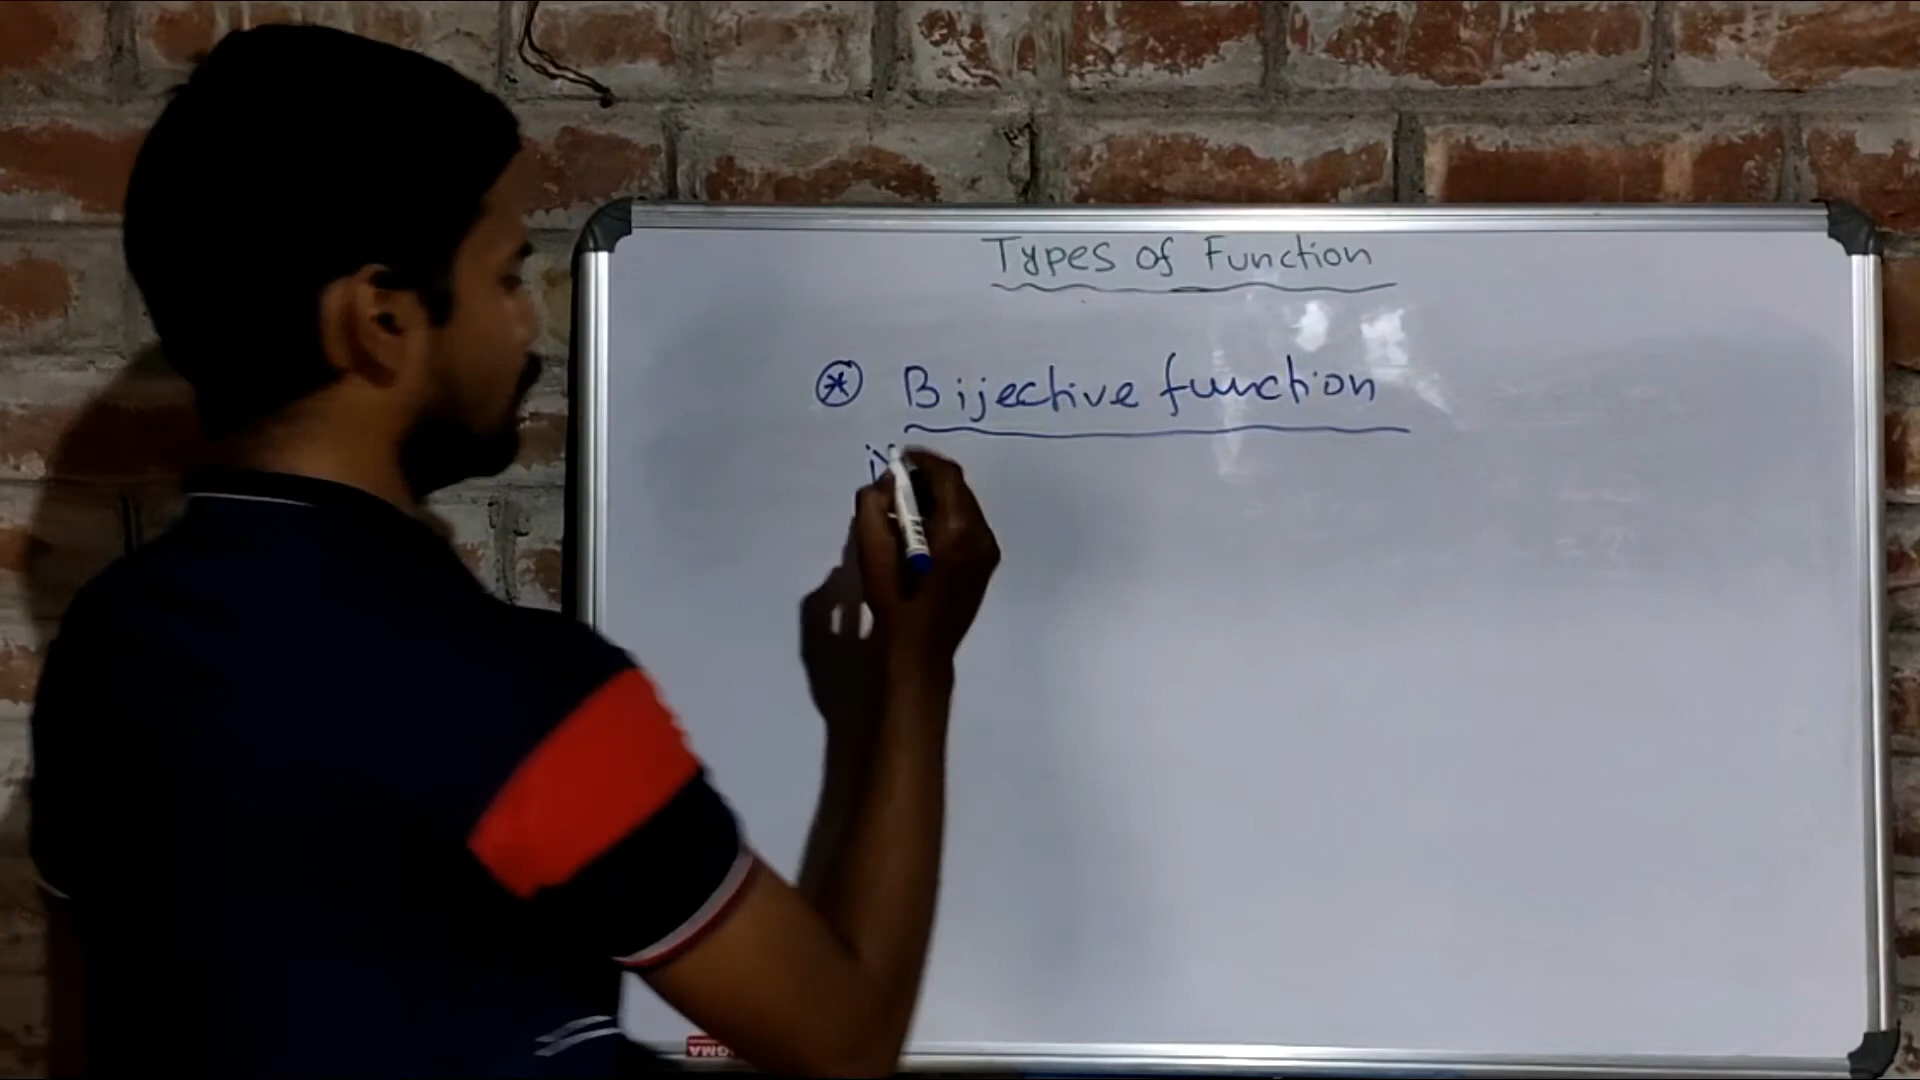 Types of Function
⊛ Bijective function
i)